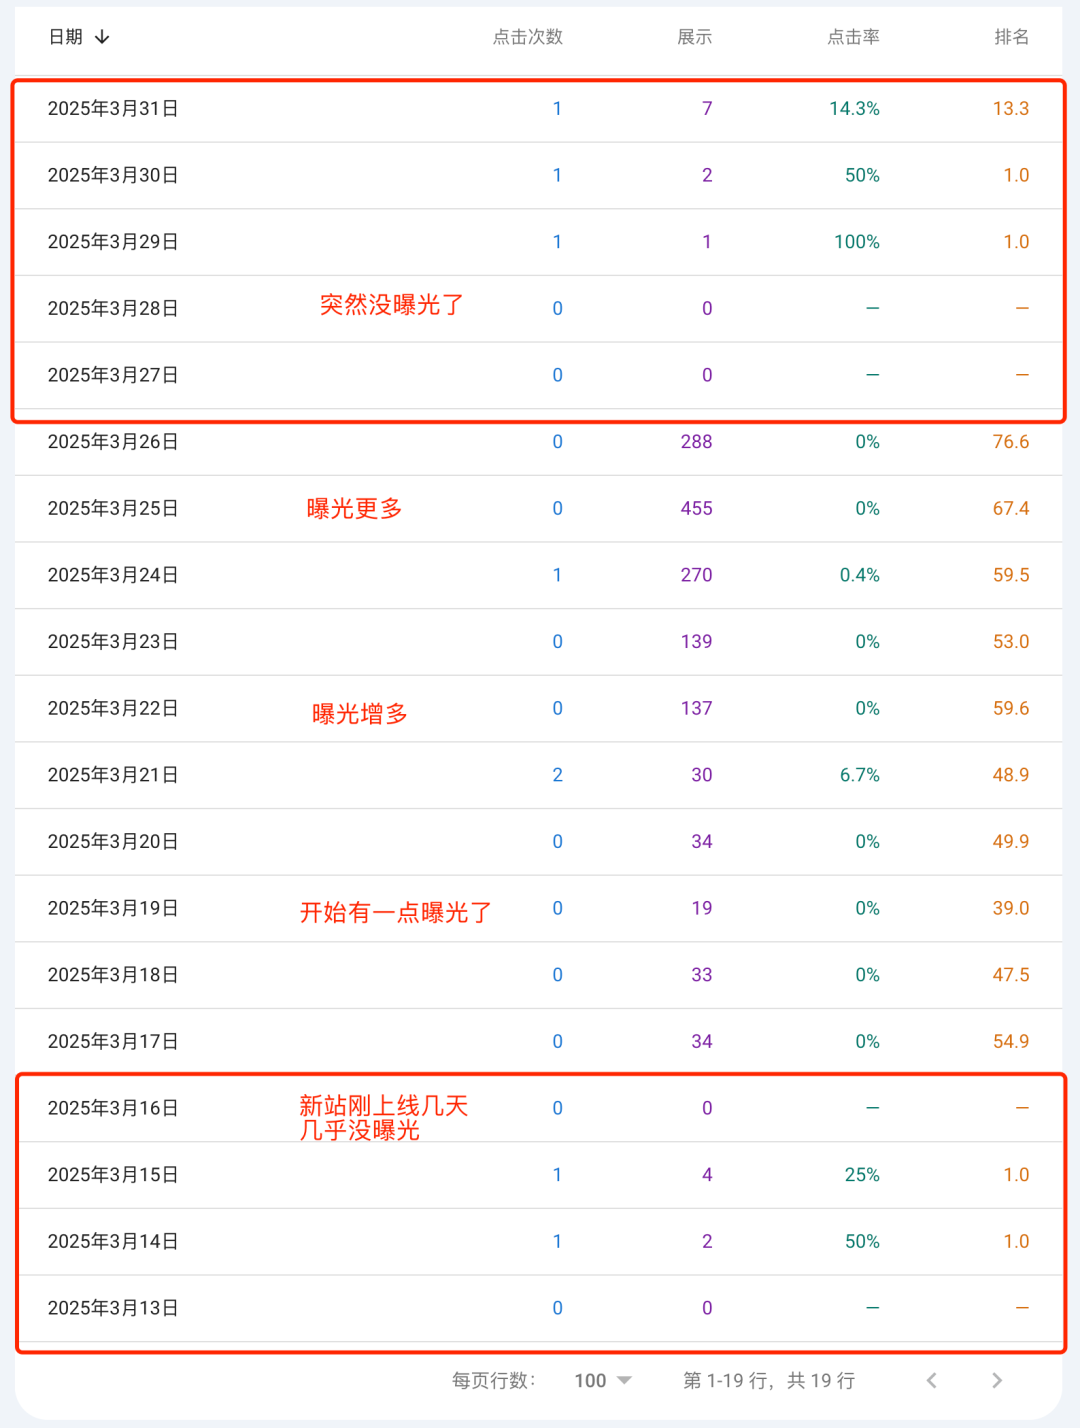 日期 ↓ 点击次数 展示 点击率 排名
2025年3月31日 1 7 14.3% 13.3
2025年3月30日 1 2 50% 1.0
2025年3月29日 1 1 100% 1.0
2025年3月28日 突然没曝光了 0 0 — —
2025年3月27日 0 0 — —
2025年3月26日 0 288 0% 76.6
2025年3月25日 曝光更多 0 455 0% 67.4
2025年3月24日 1 270 0.4% 59.5
2025年3月23日 0 139 0% 53.0
2025年3月22日 曝光增多 0 137 0% 59.6
2025年3月21日 2 30 6.7% 48.9
2025年3月20日 0 34 0% 49.9
2025年3月19日 开始有一点曝光了 0 19 0% 39.0
2025年3月18日 0 33 0% 47.5
2025年3月17日 0 34 0% 54.9
2025年3月16日 新站刚上线几天 0 0 — —
几乎没曝光
2025年3月15日 1 4 25% 1.0
2025年3月14日 1 2 50% 1.0
2025年3月13日 0 0 — —
每页行数： 100 第 1-19 行，共 19 行